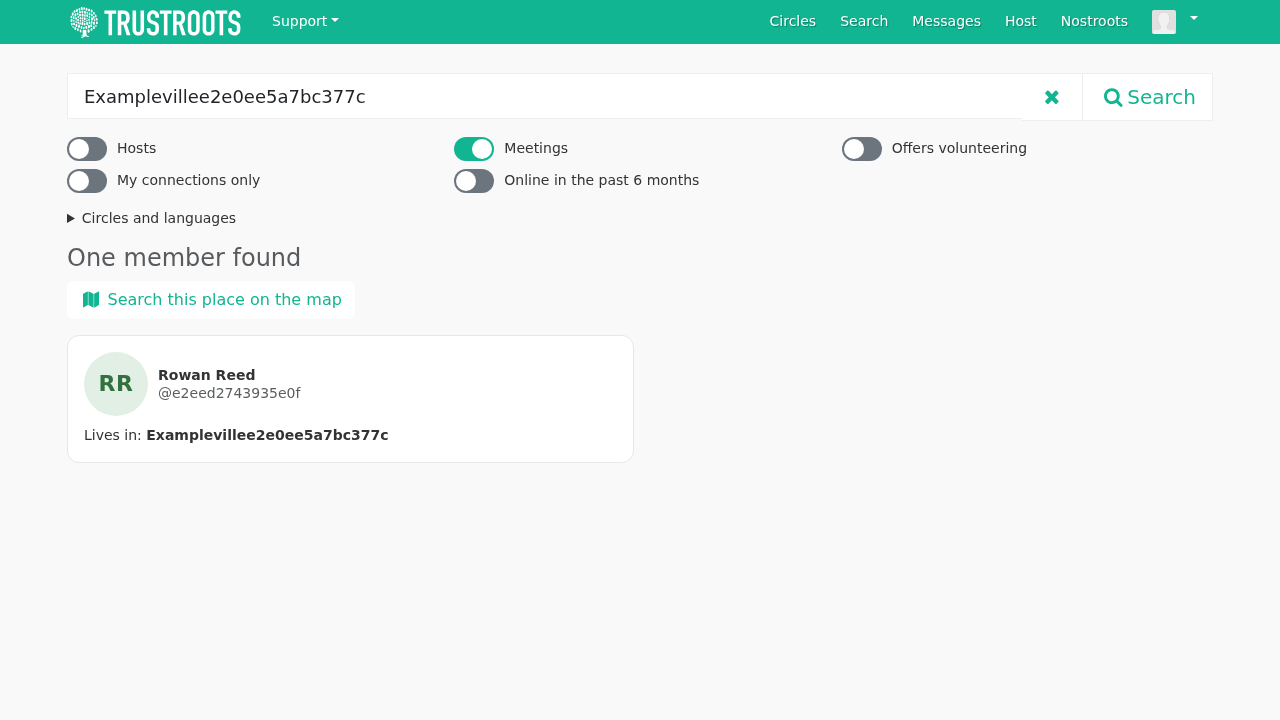 TRUSTROOTS
Support
Circles
Search
Messages
Host
Nostroots
Examplevillee2e0ee5a7bc377c
Search
Hosts
Meetings
Offers volunteering
My connections only
Online in the past 6 months
Circles and languages
One member found
Search this place on the map
RR
Rowan Reed
@e2eed2743935e0f
Lives in: Examplevillee2e0ee5a7bc377c